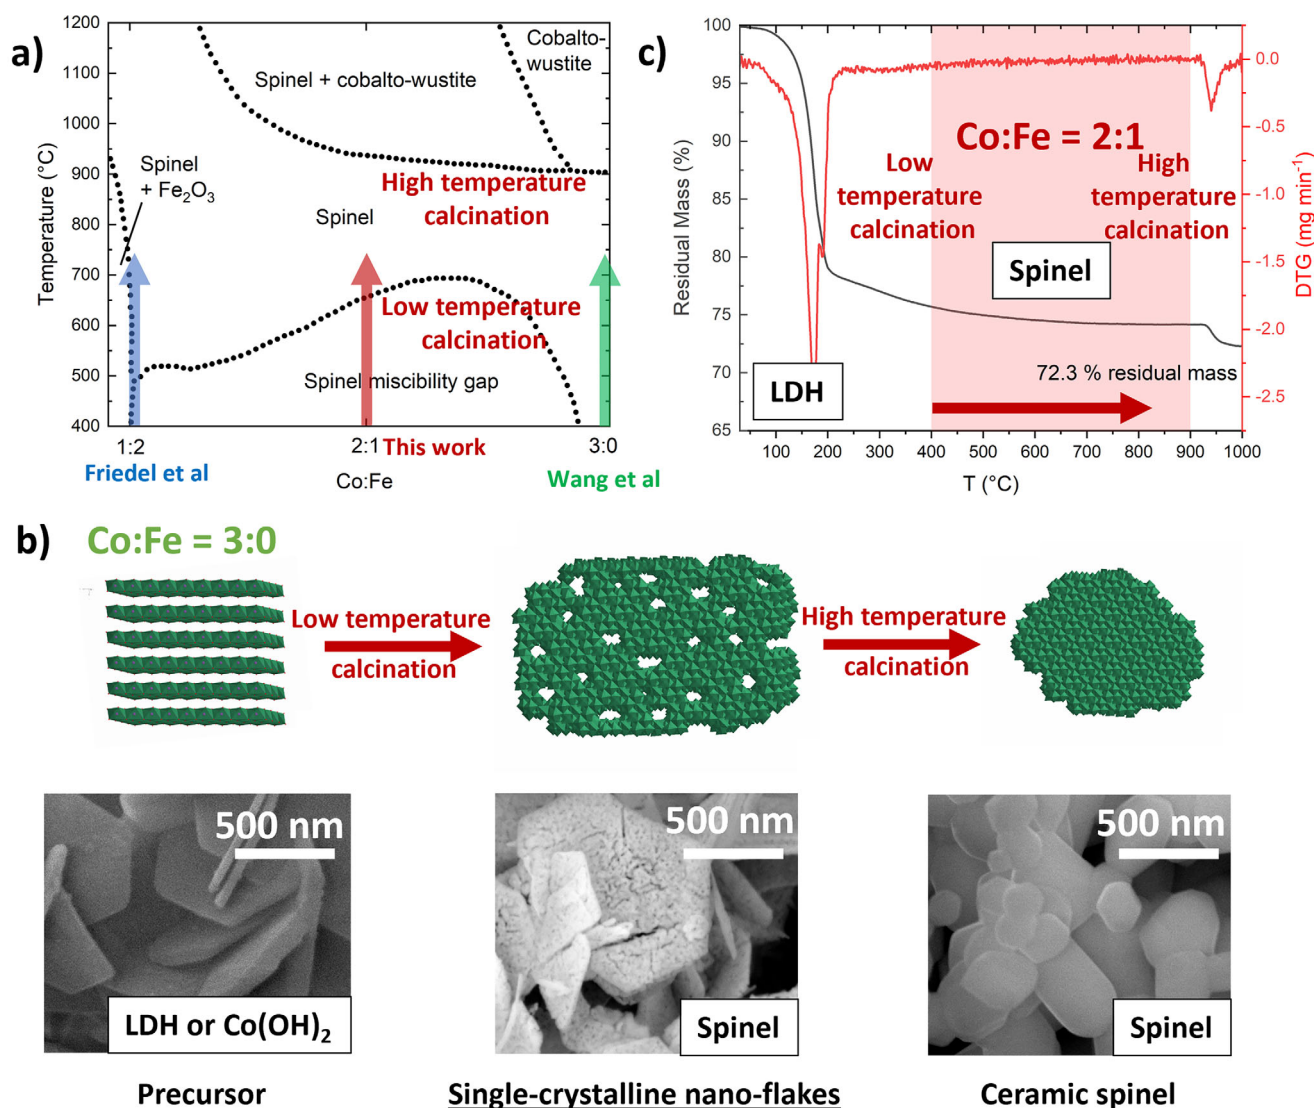 a)
1200
1100
1000
900
800
700
600
500
400
Temperature (°C)
Spinel + cobalto-wustite
Cobalto-
wustite
Spinel
+ Fe₂O₃
High temperature
calcination
Spinel
Low temperature
calcination
Spinel miscibility gap
1:2
2:1
3:0
This work
Friedel et al
Co:Fe
Wang et al
c)
100
95
90
85
80
75
70
65
Residual Mass (%)
Co:Fe = 2:1
Low
temperature
calcination
High
temperature
calcination
Spinel
LDH
72.3 % residual mass
0.0
-0.5
-1.0
-1.5
-2.0
-2.5
DTG (mg min⁻¹)
100 200 300 400 500 600 700 800 900 1000
T (°C)
b)
Co:Fe = 3:0
Low temperature
calcination
High temperature
calcination
500 nm
LDH or Co(OH)₂
500 nm
Spinel
500 nm
Spinel
Precursor
Single-crystalline nano-flakes
Ceramic spinel